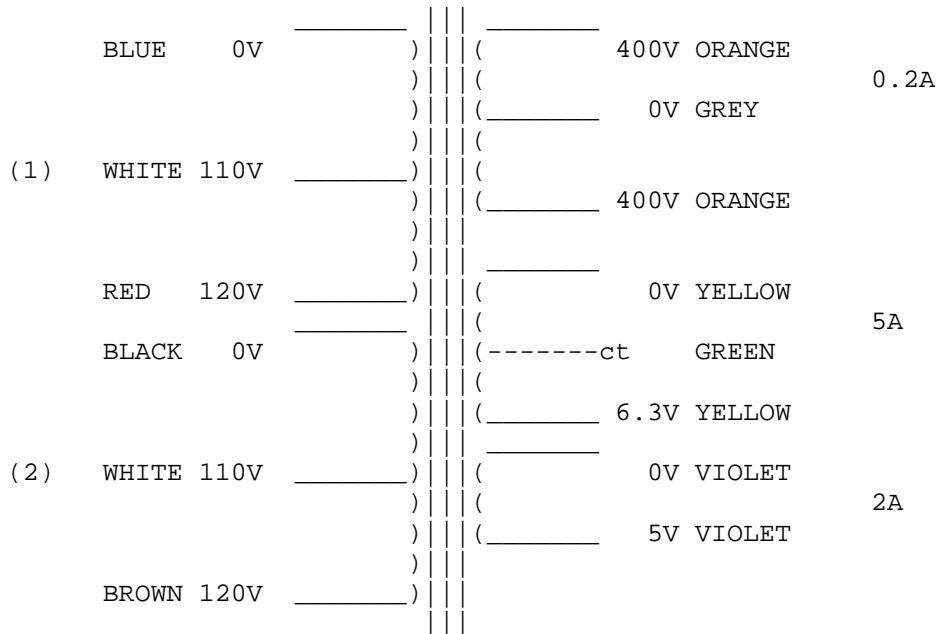 BLUE 0V 400V ORANGE
0.2A
0V GREY
(1) WHITE 110V
400V ORANGE
RED 120V 0V YELLOW
5A
BLACK 0V ct GREEN
6.3V YELLOW
(2) WHITE 110V 0V VIOLET
2A
5V VIOLET
BROWN 120V